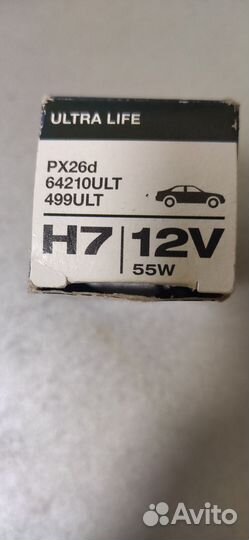 ULTRA LIFE
PX26d
64210ULT
499ULT
H7 12V
55W
Avito